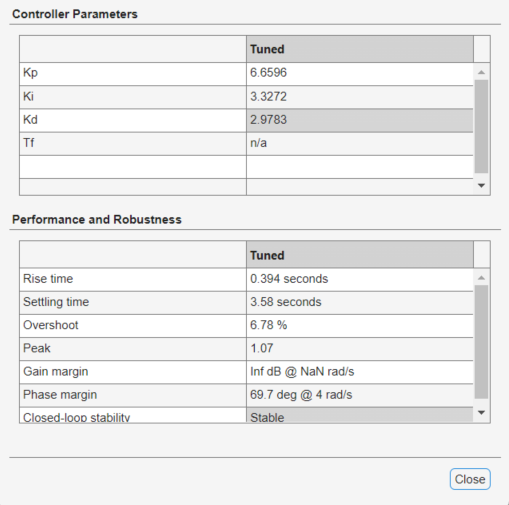 Controller Parameters
Tuned
Kp 6.6596
Ki 3.3272
Kd 2.9783
Tf n/a
Performance and Robustness
Tuned
Rise time 0.394 seconds
Settling time 3.58 seconds
Overshoot 6.78 %
Peak 1.07
Gain margin Inf dB @ NaN rad/s
Phase margin 69.7 deg @ 4 rad/s
Closed-loop stability Stable
Close